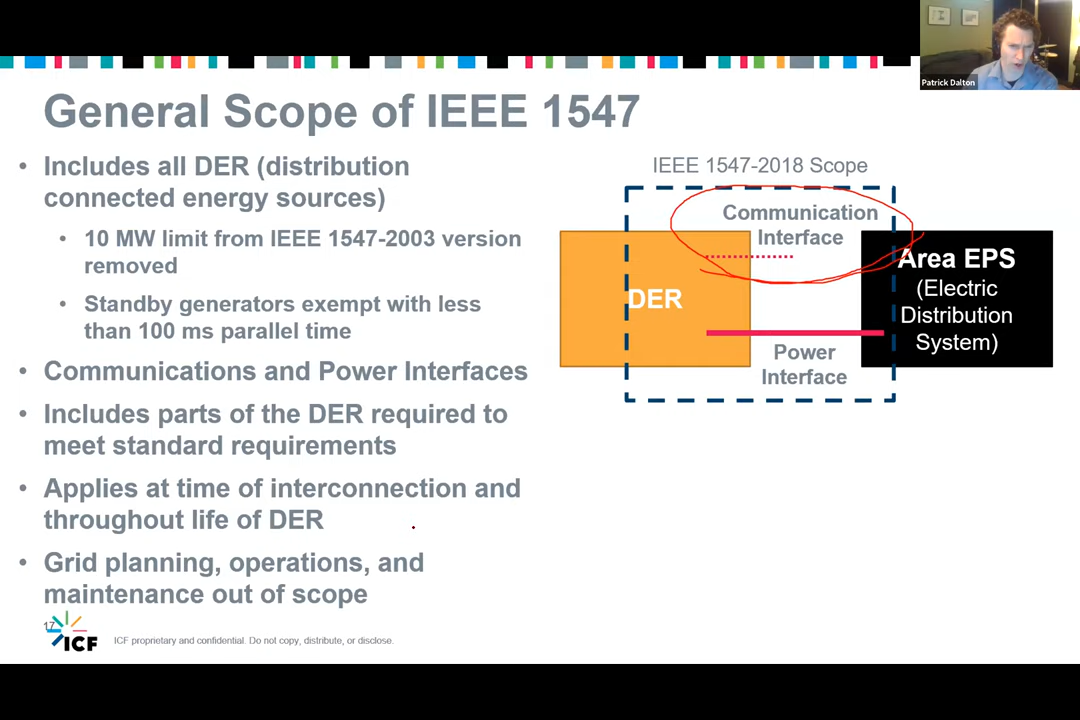 Patrick Dalton
General Scope of IEEE 1547
• Includes all DER (distribution
connected energy sources)
• 10 MW limit from IEEE 1547-2003 version
removed
• Standby generators exempt with less
than 100 ms parallel time
• Communications and Power Interfaces
• Includes parts of the DER required to
meet standard requirements
• Applies at time of interconnection and
throughout life of DER
• Grid planning, operations, and
maintenance out of scope
IEEE 1547-2018 Scope
Communication
Interface
DER
Area EPS
(Electric
Distribution
System)
Power
Interface
17
ICF
ICF proprietary and confidential. Do not copy, distribute, or disclose.